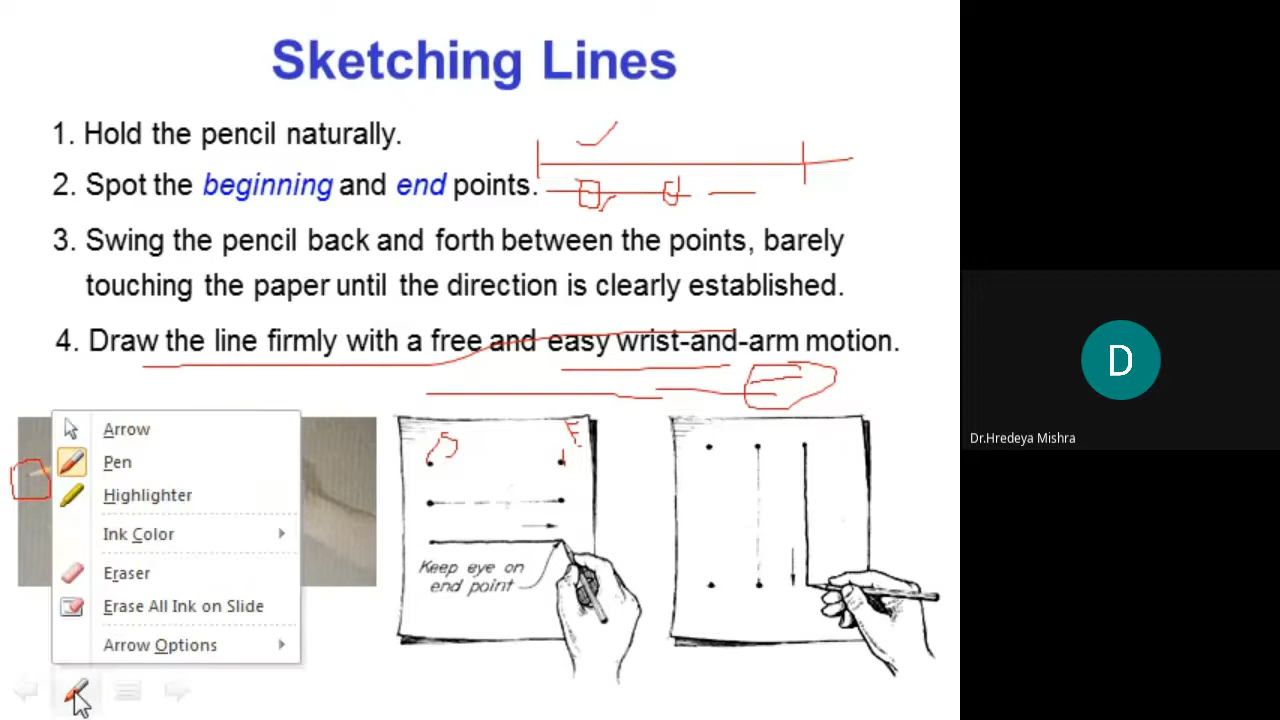 Sketching Lines
1. Hold the pencil naturally.
2. Spot the beginning and end points.
3. Swing the pencil back and forth between the points, barely
touching the paper until the direction is clearly established.
4. Draw the line firmly with a free and easy wrist-and-arm motion.
Arrow
Pen
Highlighter
Ink Color
Eraser
Erase All Ink on Slide
Arrow Options
Keep eye on
end point
D
Dr.Hredeya Mishra